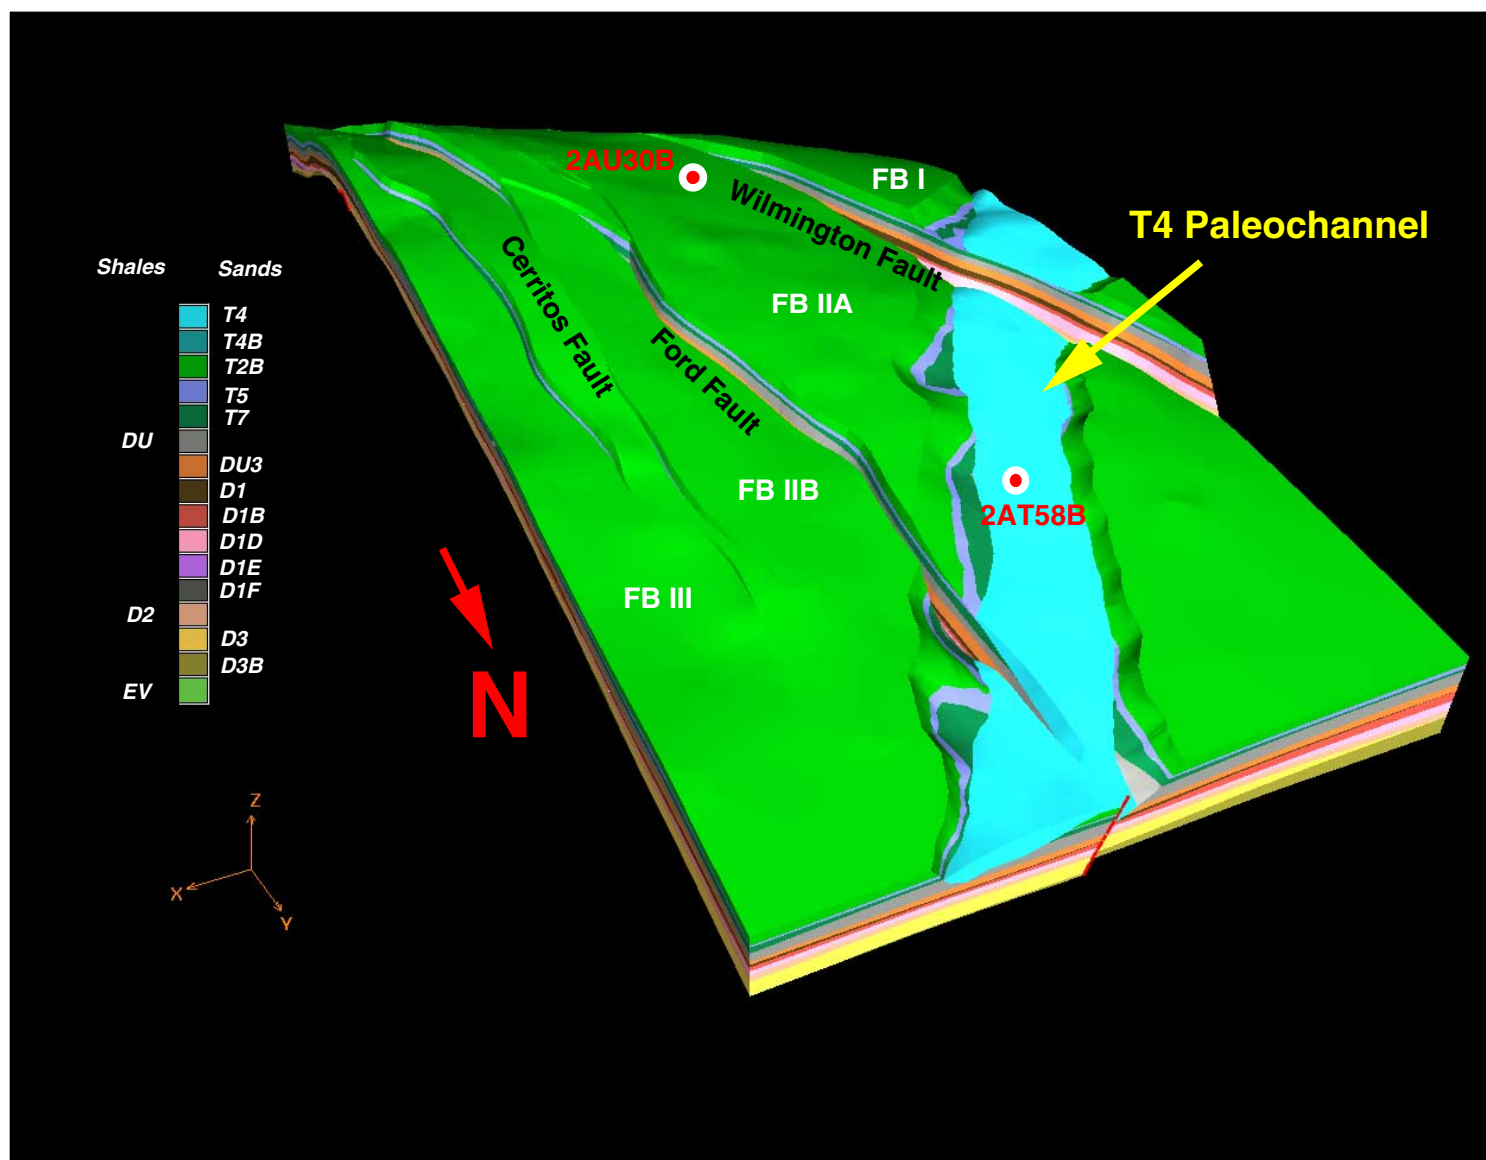 2AU30B
FB I
Wilmington Fault
T4 Paleochannel
Cerritos Fault
FB IIA
Ford Fault
Shales
Sands
T4
T4B
T2B
T5
T7
DU
DU3
D1
D1B
D1D
D1E
D1F
D2
D3
D3B
EV
FB IIB
2AT58B
FB III
N
Z
X
Y